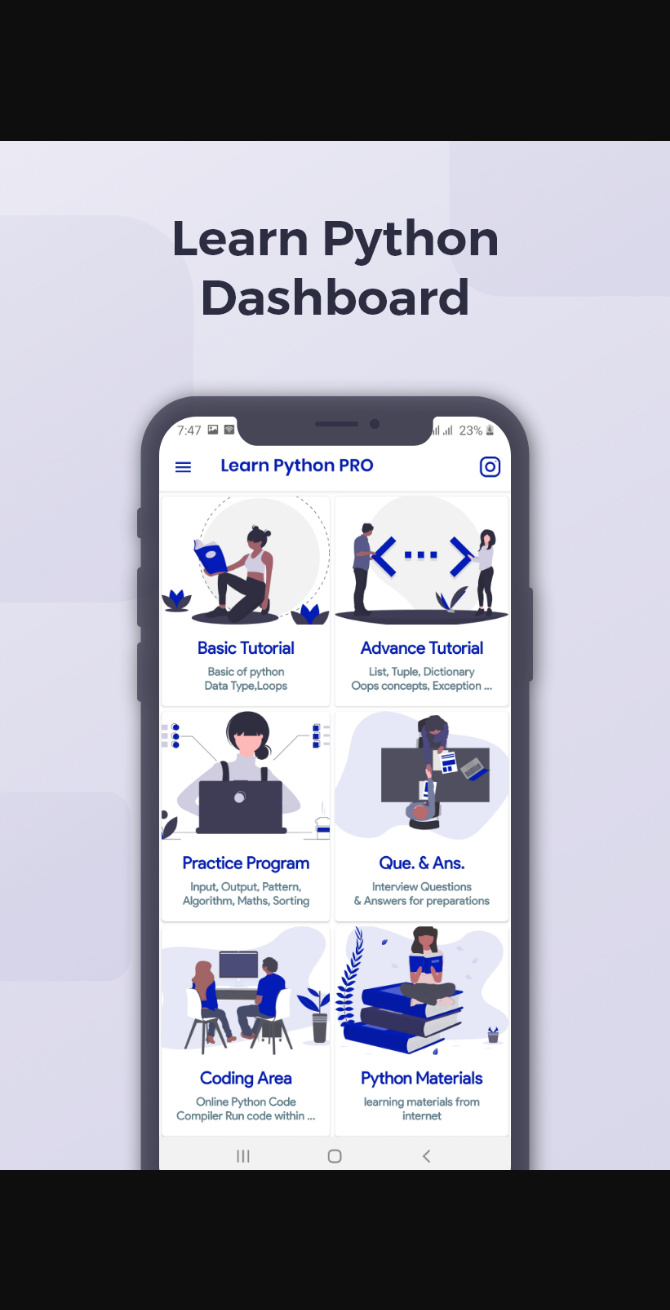 Learn Python
Dashboard
7:47
23%
Learn Python PRO
Basic Tutorial
Basic of python
Data Type,Loops
Advance Tutorial
List, Tuple, Dictionary
Oops concepts, Exception ...
Practice Program
Input, Output, Pattern,
Algorithm, Maths, Sorting
Que. & Ans.
Interview Questions
& Answers for preparations
Coding Area
Online Python Code
Compiler Run code within ...
Python Materials
learning materials from
internet